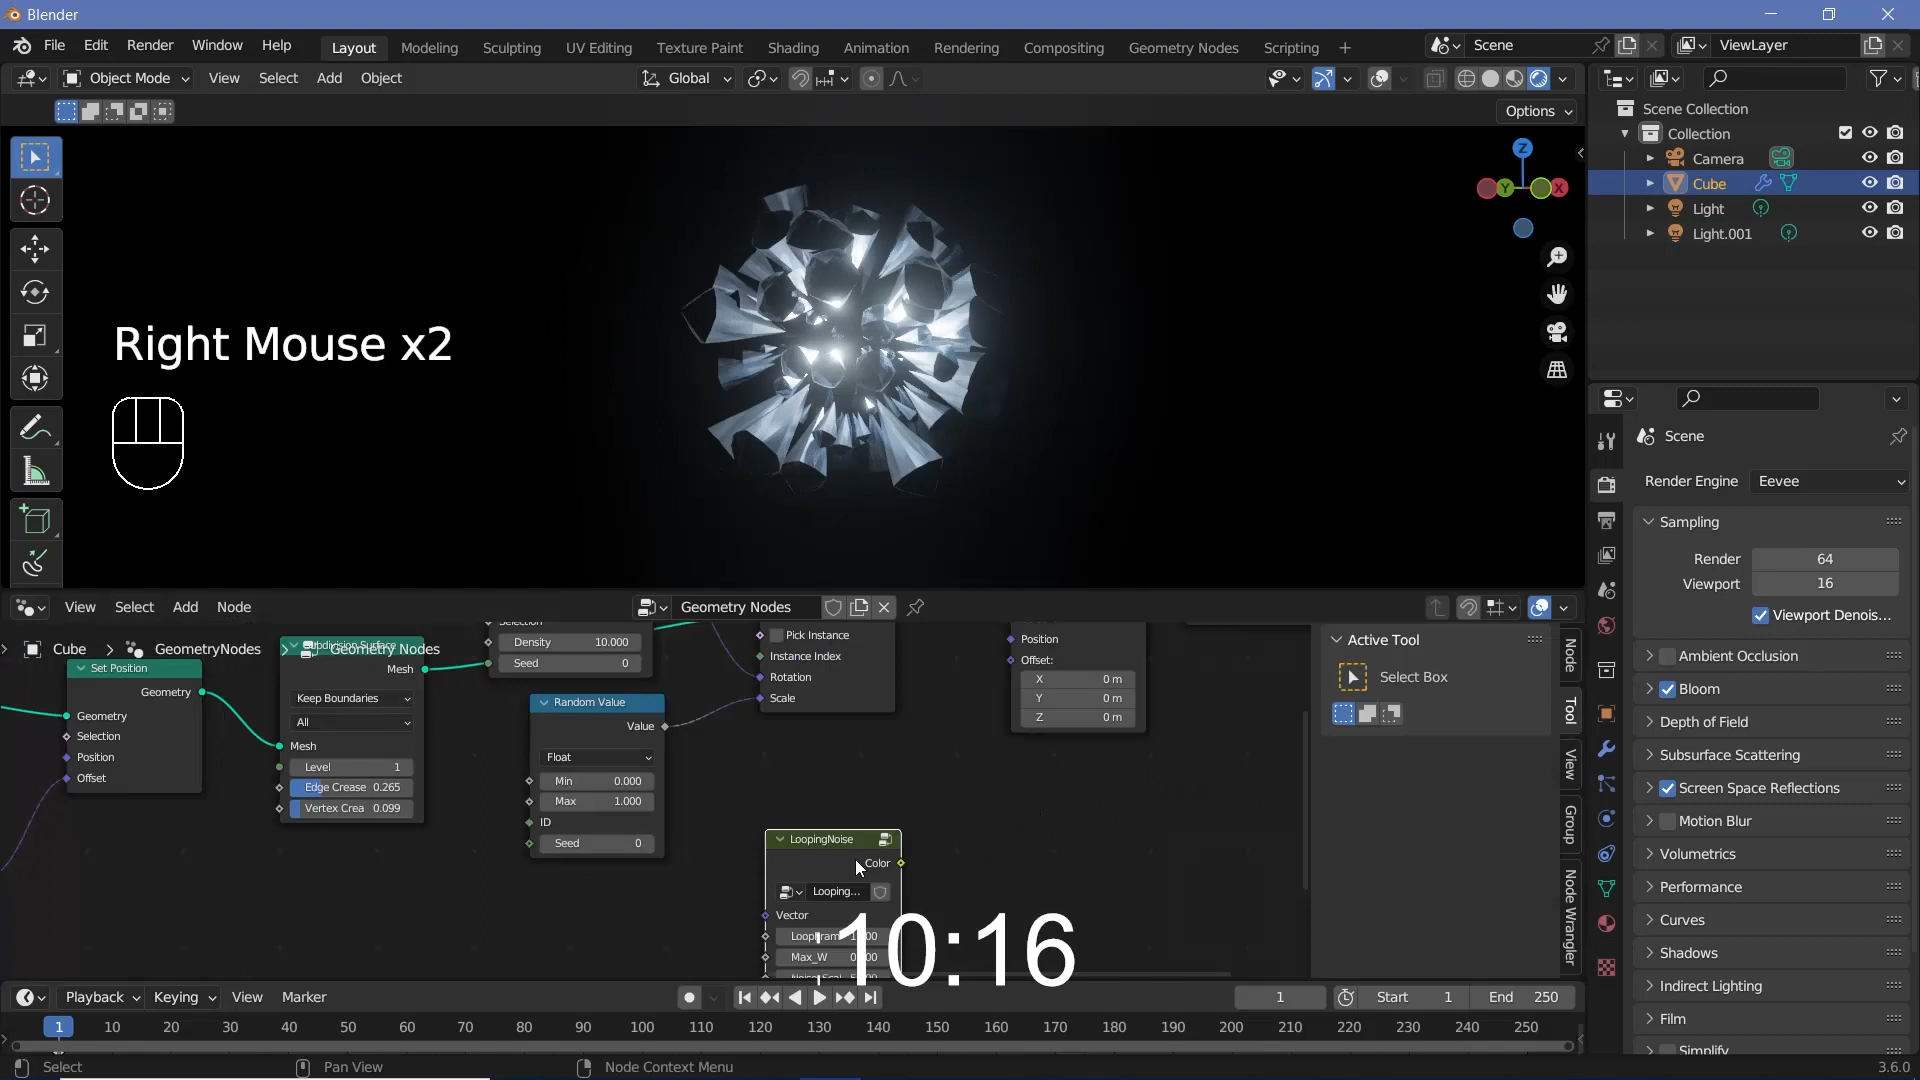 Blender
File Edit Render Window Help Layout Modeling Sculpting UV Editing Texture Paint Shading Animation Rendering Compositing Geometry Nodes Scripting + Scene ViewLayer
Object Mode View Select Add Object Global
Options
Scene Collection
Collection
Camera
Cube
Light
Light.001
Z
Y X
Right Mouse x2
Scene
Render Engine Eevee
Sampling
Render 64
Viewport 16
Viewport Denois...
Ambient Occlusion
Bloom
Depth of Field
Subsurface Scattering
Screen Space Reflections
Motion Blur
Volumetrics
Performance
Curves
Shadows
Indirect Lighting
Film
Simplify
View Select Add Node Geometry Nodes
Cube > GeometryNodes > Geometry Nodes
Set Position
Geometry
Geometry
Selection
Position
Offset
Subdivision Surface
Mesh
Keep Boundaries
All
Mesh
Level 1
Edge Crease 0.265
Vertex Crea 0.099
Selection
Density 10.000
Seed 0
Random Value
Value
Float
Min 0.000
Max 1.000
ID
Seed 0
Pick Instance
Instance Index
Rotation
Scale
Position
Offset:
X 0 m
Y 0 m
Z 0 m
LoopingNoise
Color
Looping...
Vector
Max_W
10:16
Active Tool
Select Box
Node
Tool
View
Group
Node Wrangler
Playback Keying View Marker 1 Start 1 End 250
1 10 20 30 40 50 60 70 80 90 100 110 120 130 140 150 160 170 180 190 200 210 220 230 240 250
Select Pan View Node Context Menu 3.6.0